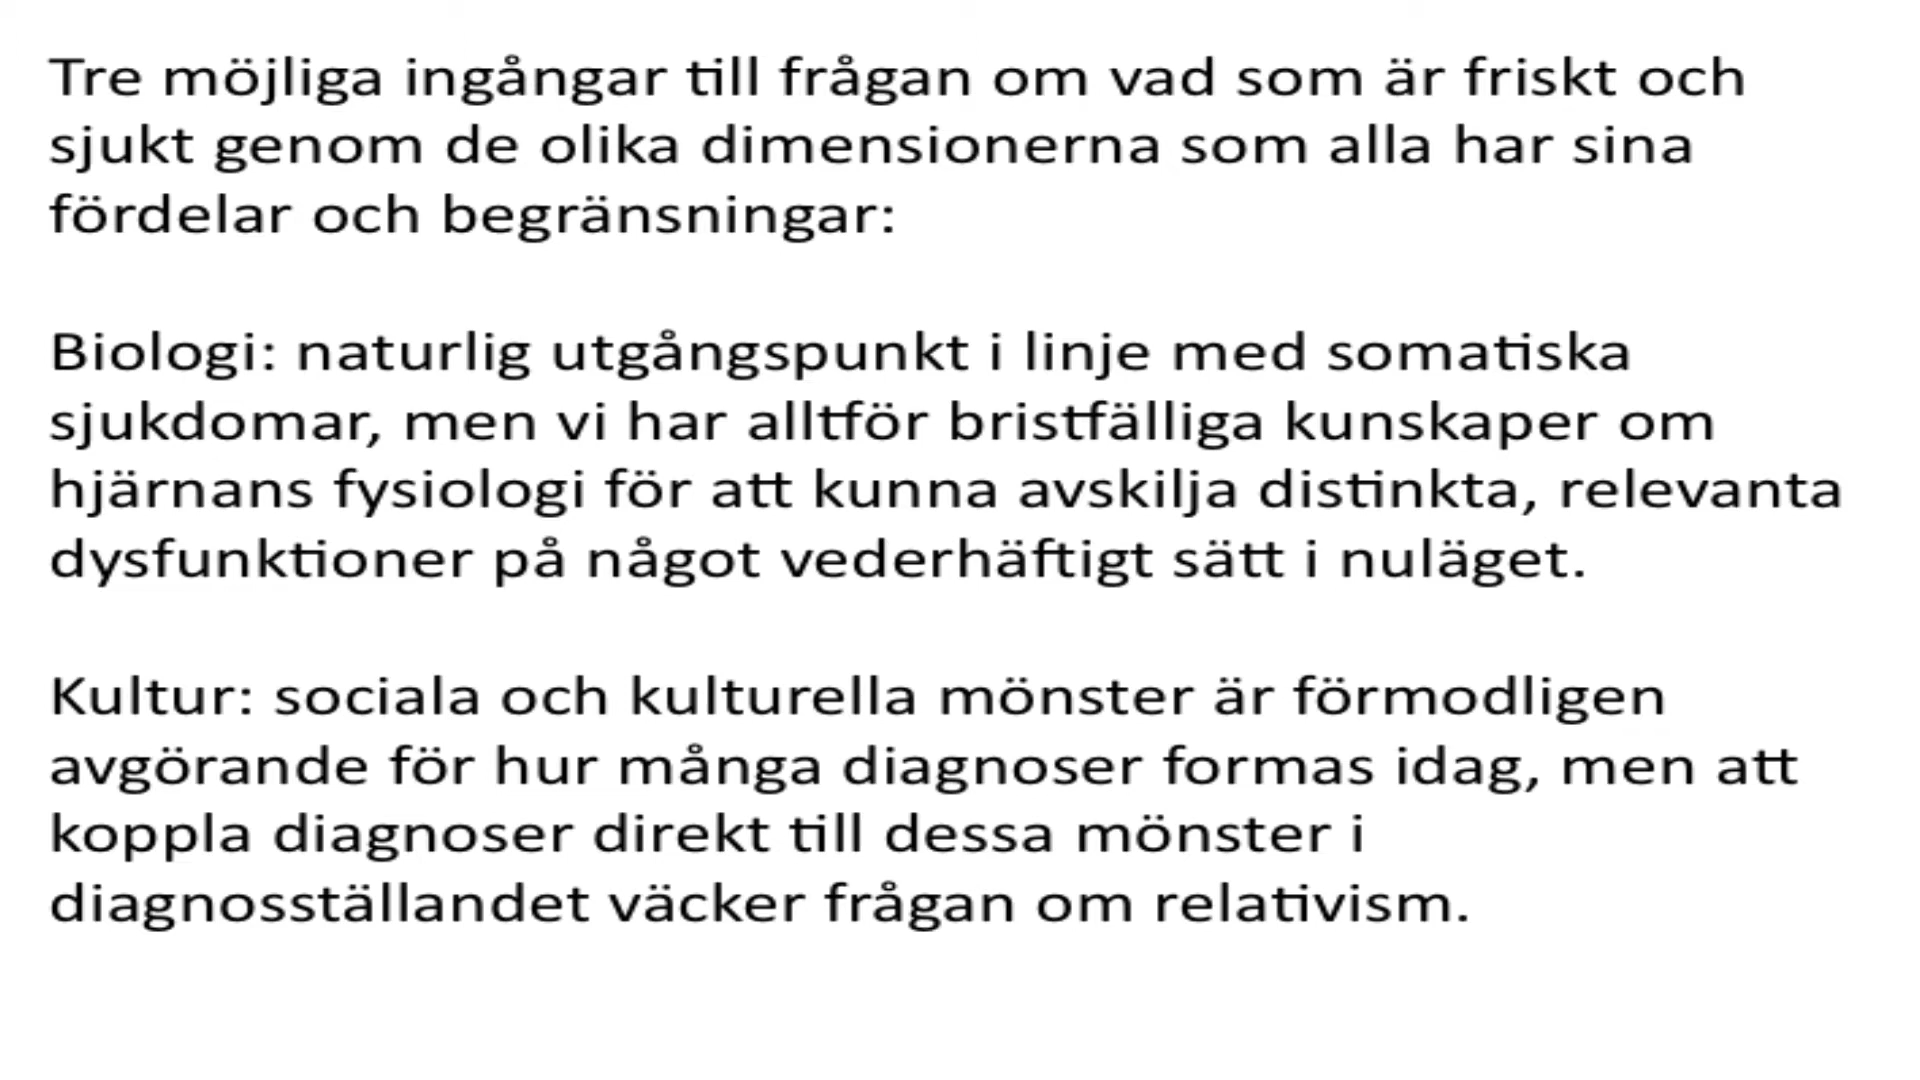 Tre möjliga ingångar till frågan om vad som är friskt och
sjukt genom de olika dimensionerna som alla har sina
fördelar och begränsningar:
Biologi: naturlig utgångspunkt i linje med somatiska
sjukdomar, men vi har alltför bristfälliga kunskaper om
hjärnans fysiologi för att kunna avskilja distinkta, relevanta
dysfunktioner på något vederhäftigt sätt i nuläget.
Kultur: sociala och kulturella mönster är förmodligen
avgörande för hur många diagnoser formas idag, men att
koppla diagnoser direkt till dessa mönster i
diagnosställandet väcker frågan om relativism.